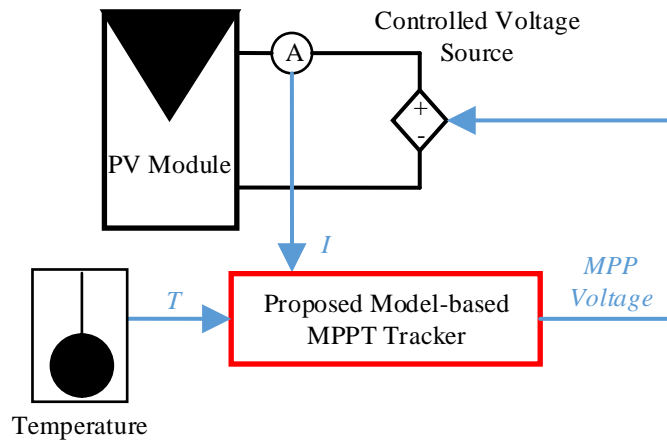 Controlled Voltage
Source
A
+
-
PV Module
I
MPP
Voltage
T
Proposed Model-based
MPPT Tracker
Temperature